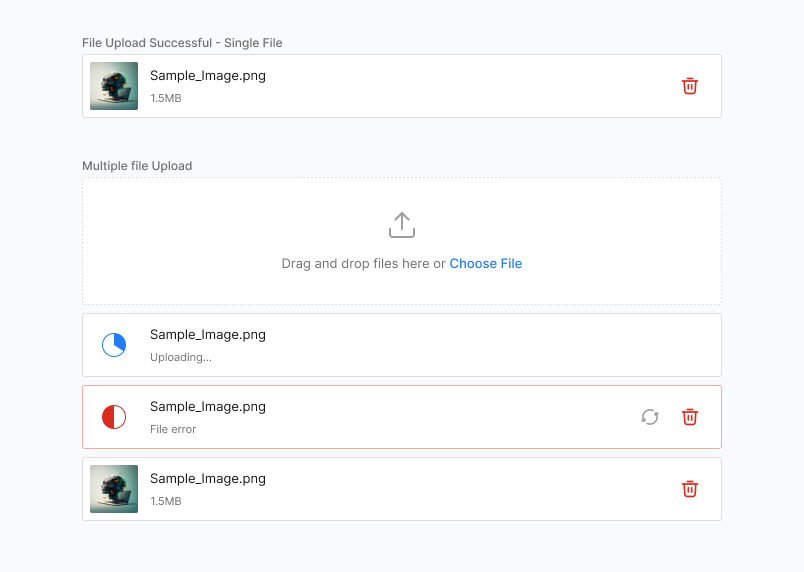 File Upload Successful - Single File
Sample_Image.png
1.5MB
Multiple file Upload
Drag and drop files here or Choose File
Sample_Image.png
Uploading...
Sample_Image.png
File error
Sample_Image.png
1.5MB